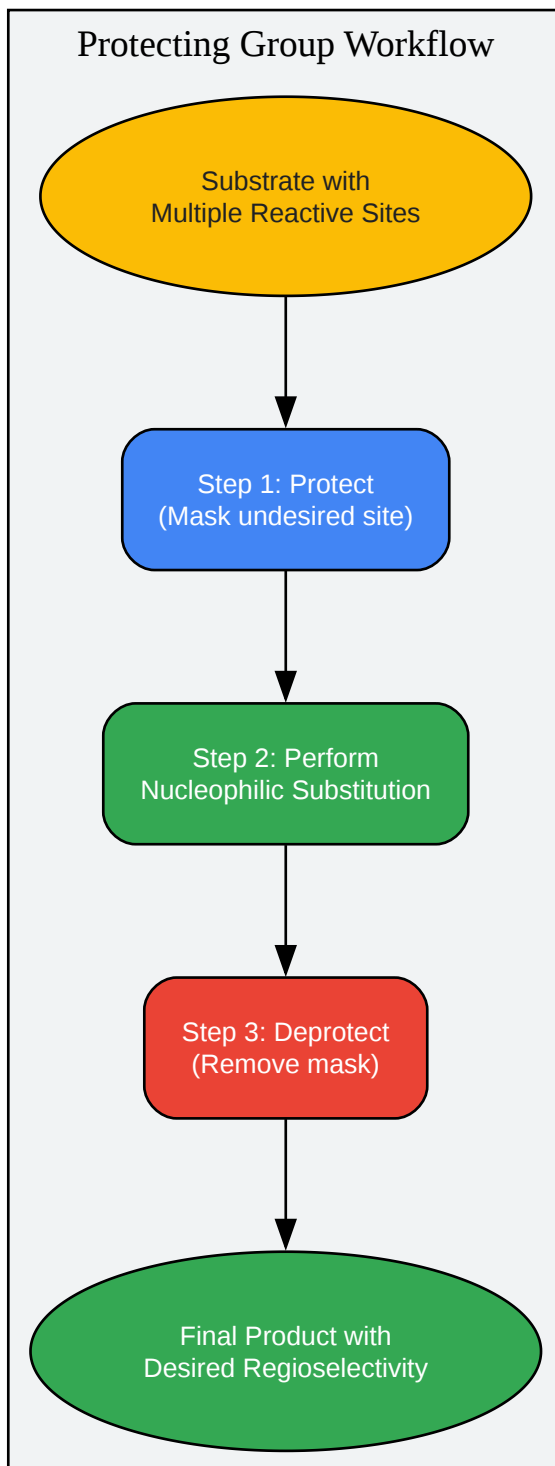 Protecting Group Workflow
Substrate with
Multiple Reactive Sites
Step 1: Protect
(Mask undesired site)
Step 2: Perform
Nucleophilic Substitution
Step 3: Deprotect
(Remove mask)
Final Product with
Desired Regioselectivity